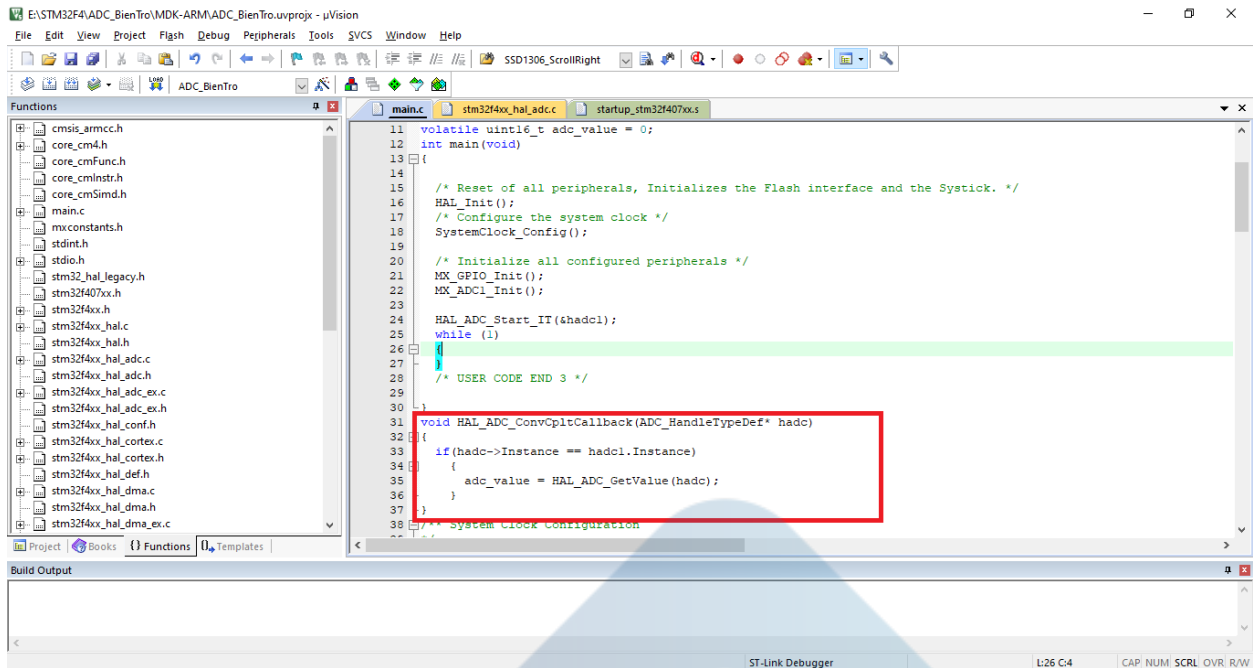 E:\STM32F4\ADC_BienTro\MDK-ARM\ADC_BienTro.uvprojx - µVision
File Edit View Project Flash Debug Peripherals Tools SVCS Window Help
SSD1306_ScrollRight
LOAD ADC_BienTro
Functions
main.c stm32f4xx_hal_adc.c startup_stm32f407xx.s
cmsis_armcc.h
core_cm4.h
core_cmFunc.h
core_cmInstr.h
core_cmSimd.h
main.c
mxconstants.h
stdint.h
stdio.h
stm32_hal_legacy.h
stm32f407xx.h
stm32f4xx.h
stm32f4xx_hal.c
stm32f4xx_hal.h
stm32f4xx_hal_adc.c
stm32f4xx_hal_adc.h
stm32f4xx_hal_adc_ex.c
stm32f4xx_hal_adc_ex.h
stm32f4xx_hal_conf.h
stm32f4xx_hal_cortex.c
stm32f4xx_hal_cortex.h
stm32f4xx_hal_def.h
stm32f4xx_hal_dma.c
stm32f4xx_hal_dma.h
stm32f4xx_hal_dma_ex.c
Project Books {} Functions 0 Templates
11 volatile uint16_t adc_value = 0;
12 int main(void)
13 {
14
15 /* Reset of all peripherals, Initializes the Flash interface and the Systick. */
16 HAL_Init();
17 /* Configure the system clock */
18 SystemClock_Config();
19
20 /* Initialize all configured peripherals */
21 MX_GPIO_Init();
22 MX_ADC1_Init();
23
24 HAL_ADC_Start_IT(&hadc1);
25 while (1)
26 {
27 }
28 /* USER CODE END 3 */
29
30 }
31 void HAL_ADC_ConvCpltCallback(ADC_HandleTypeDef* hadc)
32 {
33 if(hadc->Instance == hadc1.Instance)
34 {
35 adc_value = HAL_ADC_GetValue(hadc);
36 }
37 }
38 /** System Clock Configuration
Build Output
ST-Link Debugger L:26 C:4 CAP NUM SCRL OVR R/W